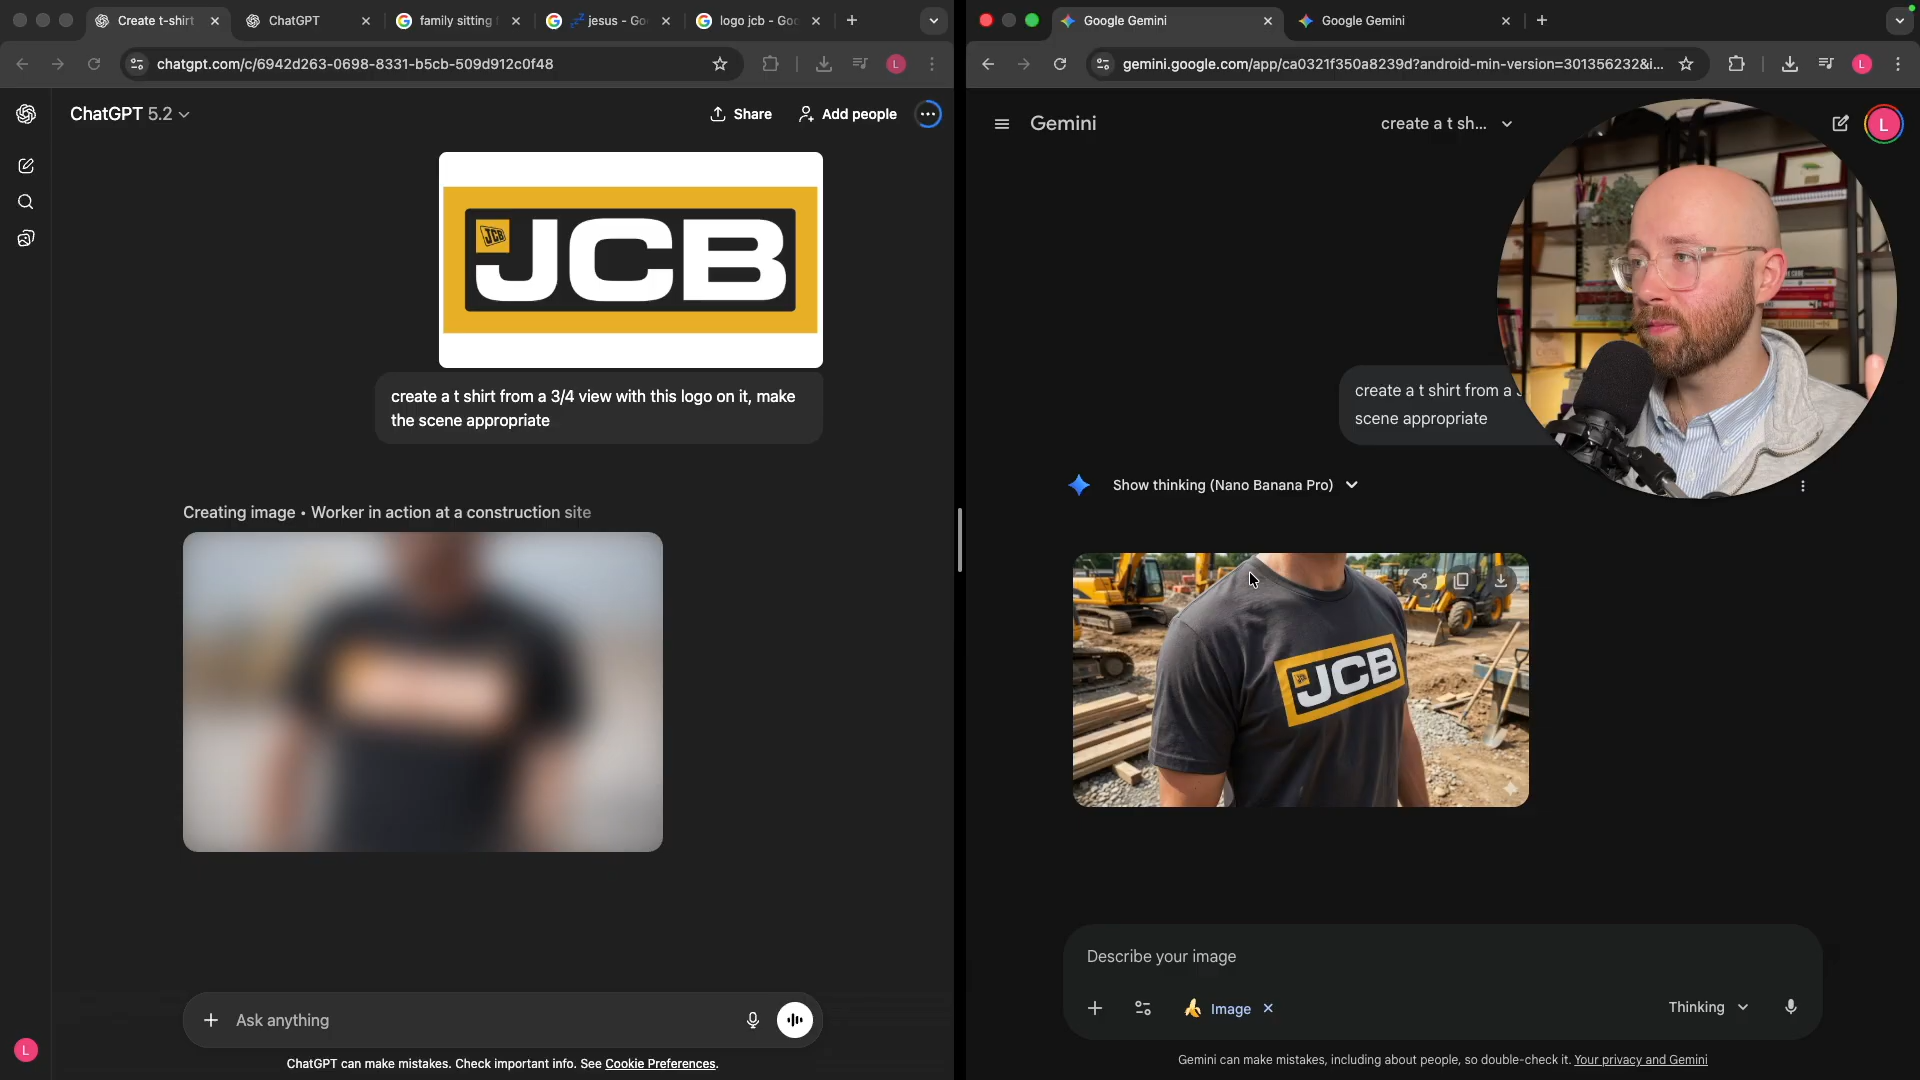 Create t-shirt
ChatGPT
family sitting
💤 jesus - Go
logo jcb - Goo
Google Gemini
Google Gemini
chatgpt.com/c/6942d263-0698-8331-b5cb-509d912c0f48
L
gemini.google.com/app/ca0321f350a8239d?android-min-version=301356232&i...
L
ChatGPT 5.2
Share
Add people
Gemini
create a t sh...
L
JCB
JCB
create a t shirt from a 3/4 view with this logo on it, make
the scene appropriate
create a t shirt from a
scene appropriate
Show thinking (Nano Banana Pro)
Creating image • Worker in action at a construction site
JCB
Describe your image
Image
Thinking
Ask anything
L
ChatGPT can make mistakes. Check important info. See Cookie Preferences.
Gemini can make mistakes, including about people, so double-check it. Your privacy and Gemini